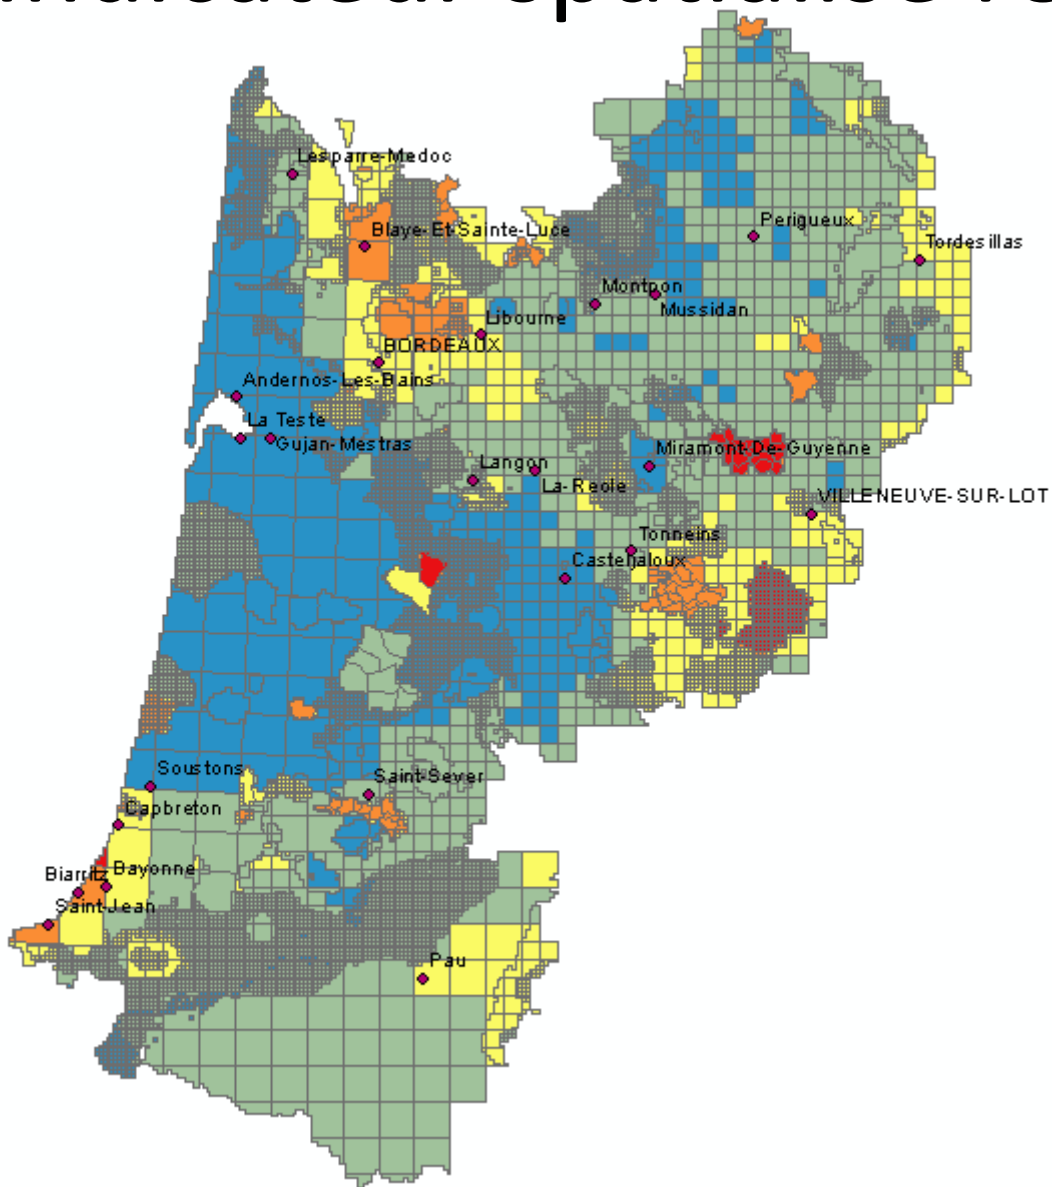 Lesparre-Medoc
Blaye-Et-Sainte-Luce
Perigueux
Tordesillas
Montpon
Mussidan
Libourne
BORDEAUX
Andernos-Les-Bains
La Teste
Gujan-Mestras
Miramont-De-Guyenne
Langon
La-Reole
VILLENEUVE-SUR-LOT
Tonneins
Casteljaloux
Soustons
Saint-Sever
Capbreton
Biarritz
Bayonne
Saint-Jean
Pau